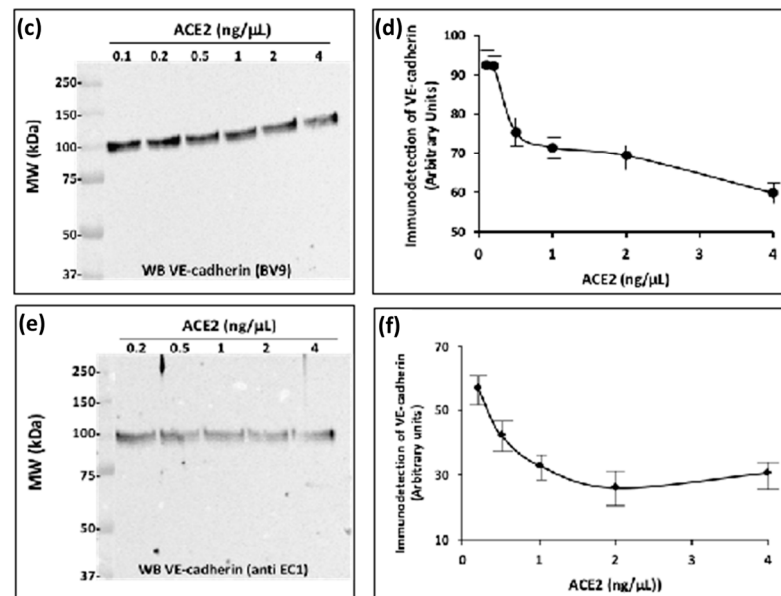 (c)
ACE2 (ng/µL)
0.1 0.2 0.5 1 2 4
MW (kDa)
250-
150-
100-
75-
50-
37-
WB VE-cadherin (BV9)
(d)
Immunodetection of VE-cadherin
(Arbitrary Units)
100
90
80
70
60
50
0 1 2 3 4
ACE2 (ng/µL)
(e)
ACE2 (ng/µL)
0.2 0.5 1 2 4
MW (kDa)
250-
150-
100-
75-
50-
37-
WB VE-cadherin (anti EC1)
(f)
Immunodetection of VE-cadherin
(Arbitrary units)
70
50
30
10
0 1 2 3 4
ACE2 (ng/µL))